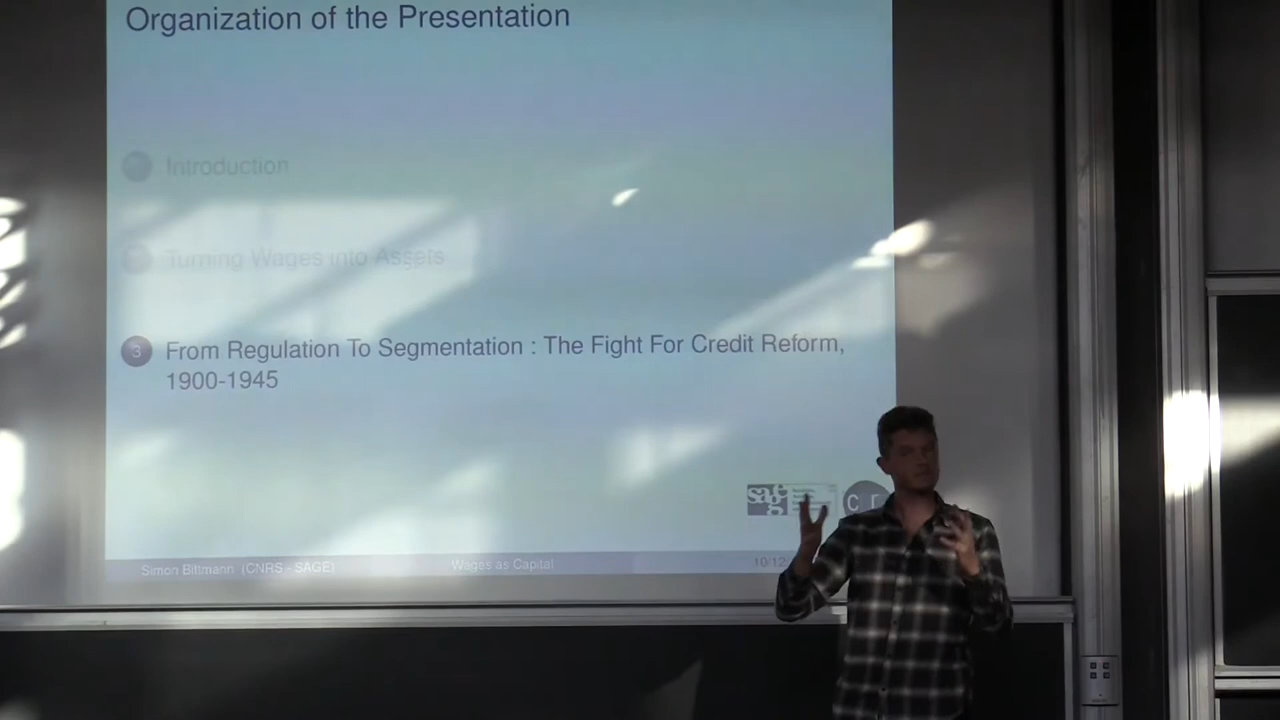 Organization of the Presentation
Introduction
Turning Wages into Assets
3 From Regulation To Segmentation : The Fight For Credit Reform,
1900-1945
sage
Simon Bittmann (CNRS - SAGE) Wages as Capital 10/12